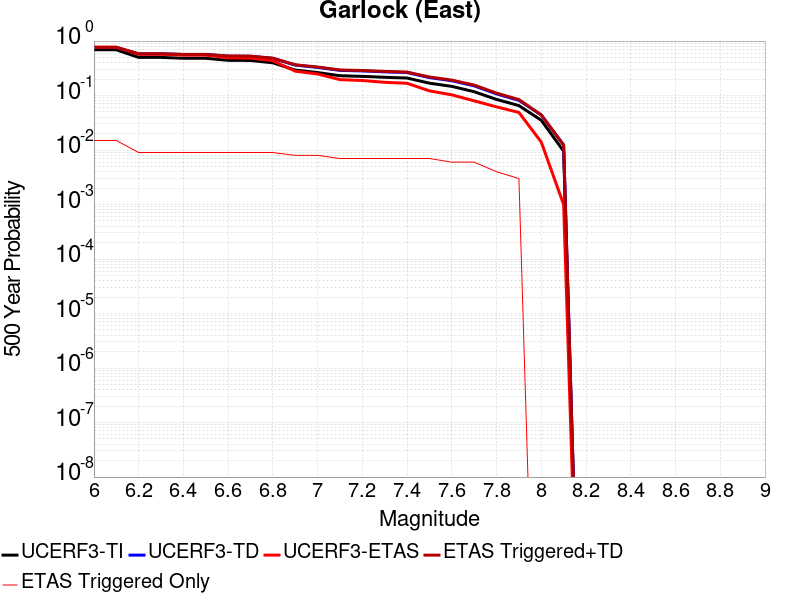 Garlock (East)
500 Year Probability
10^0
10^-1
10^-2
10^-3
10^-4
10^-5
10^-6
10^-7
10^-8
6 6.2 6.4 6.6 6.8 7 7.2 7.4 7.6 7.8 8 8.2 8.4 8.6 8.8 9
Magnitude
UCERF3-TI UCERF3-TD UCERF3-ETAS ETAS Triggered+TD
ETAS Triggered Only